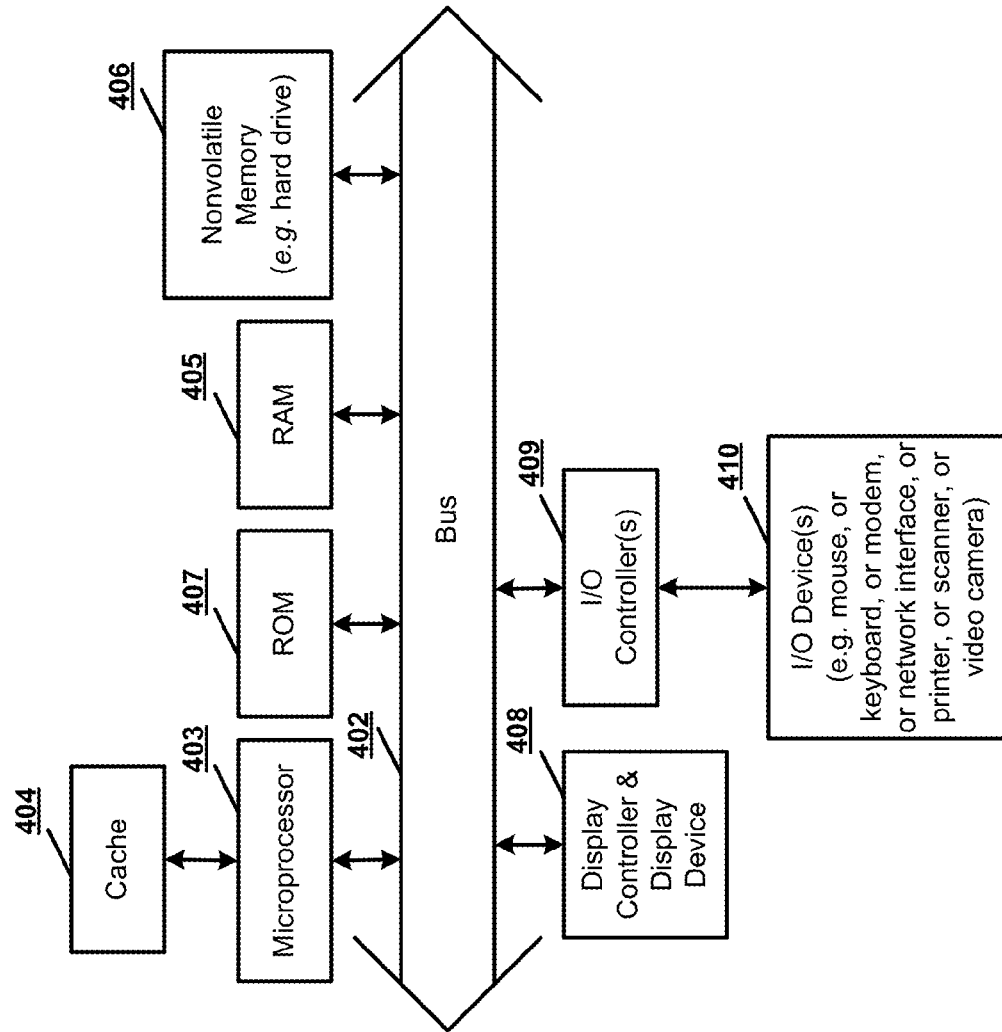 404
Cache
403
Microprocessor
407
ROM
405
RAM
406
Nonvolatile
Memory
(e.g. hard drive)
402
Bus
408
Display
Controller &
Display
Device
409
I/O
Controller(s)
410
I/O Device(s)
(e.g. mouse, or
keyboard, or modem,
or network interface, or
printer, or scanner, or
video camera)